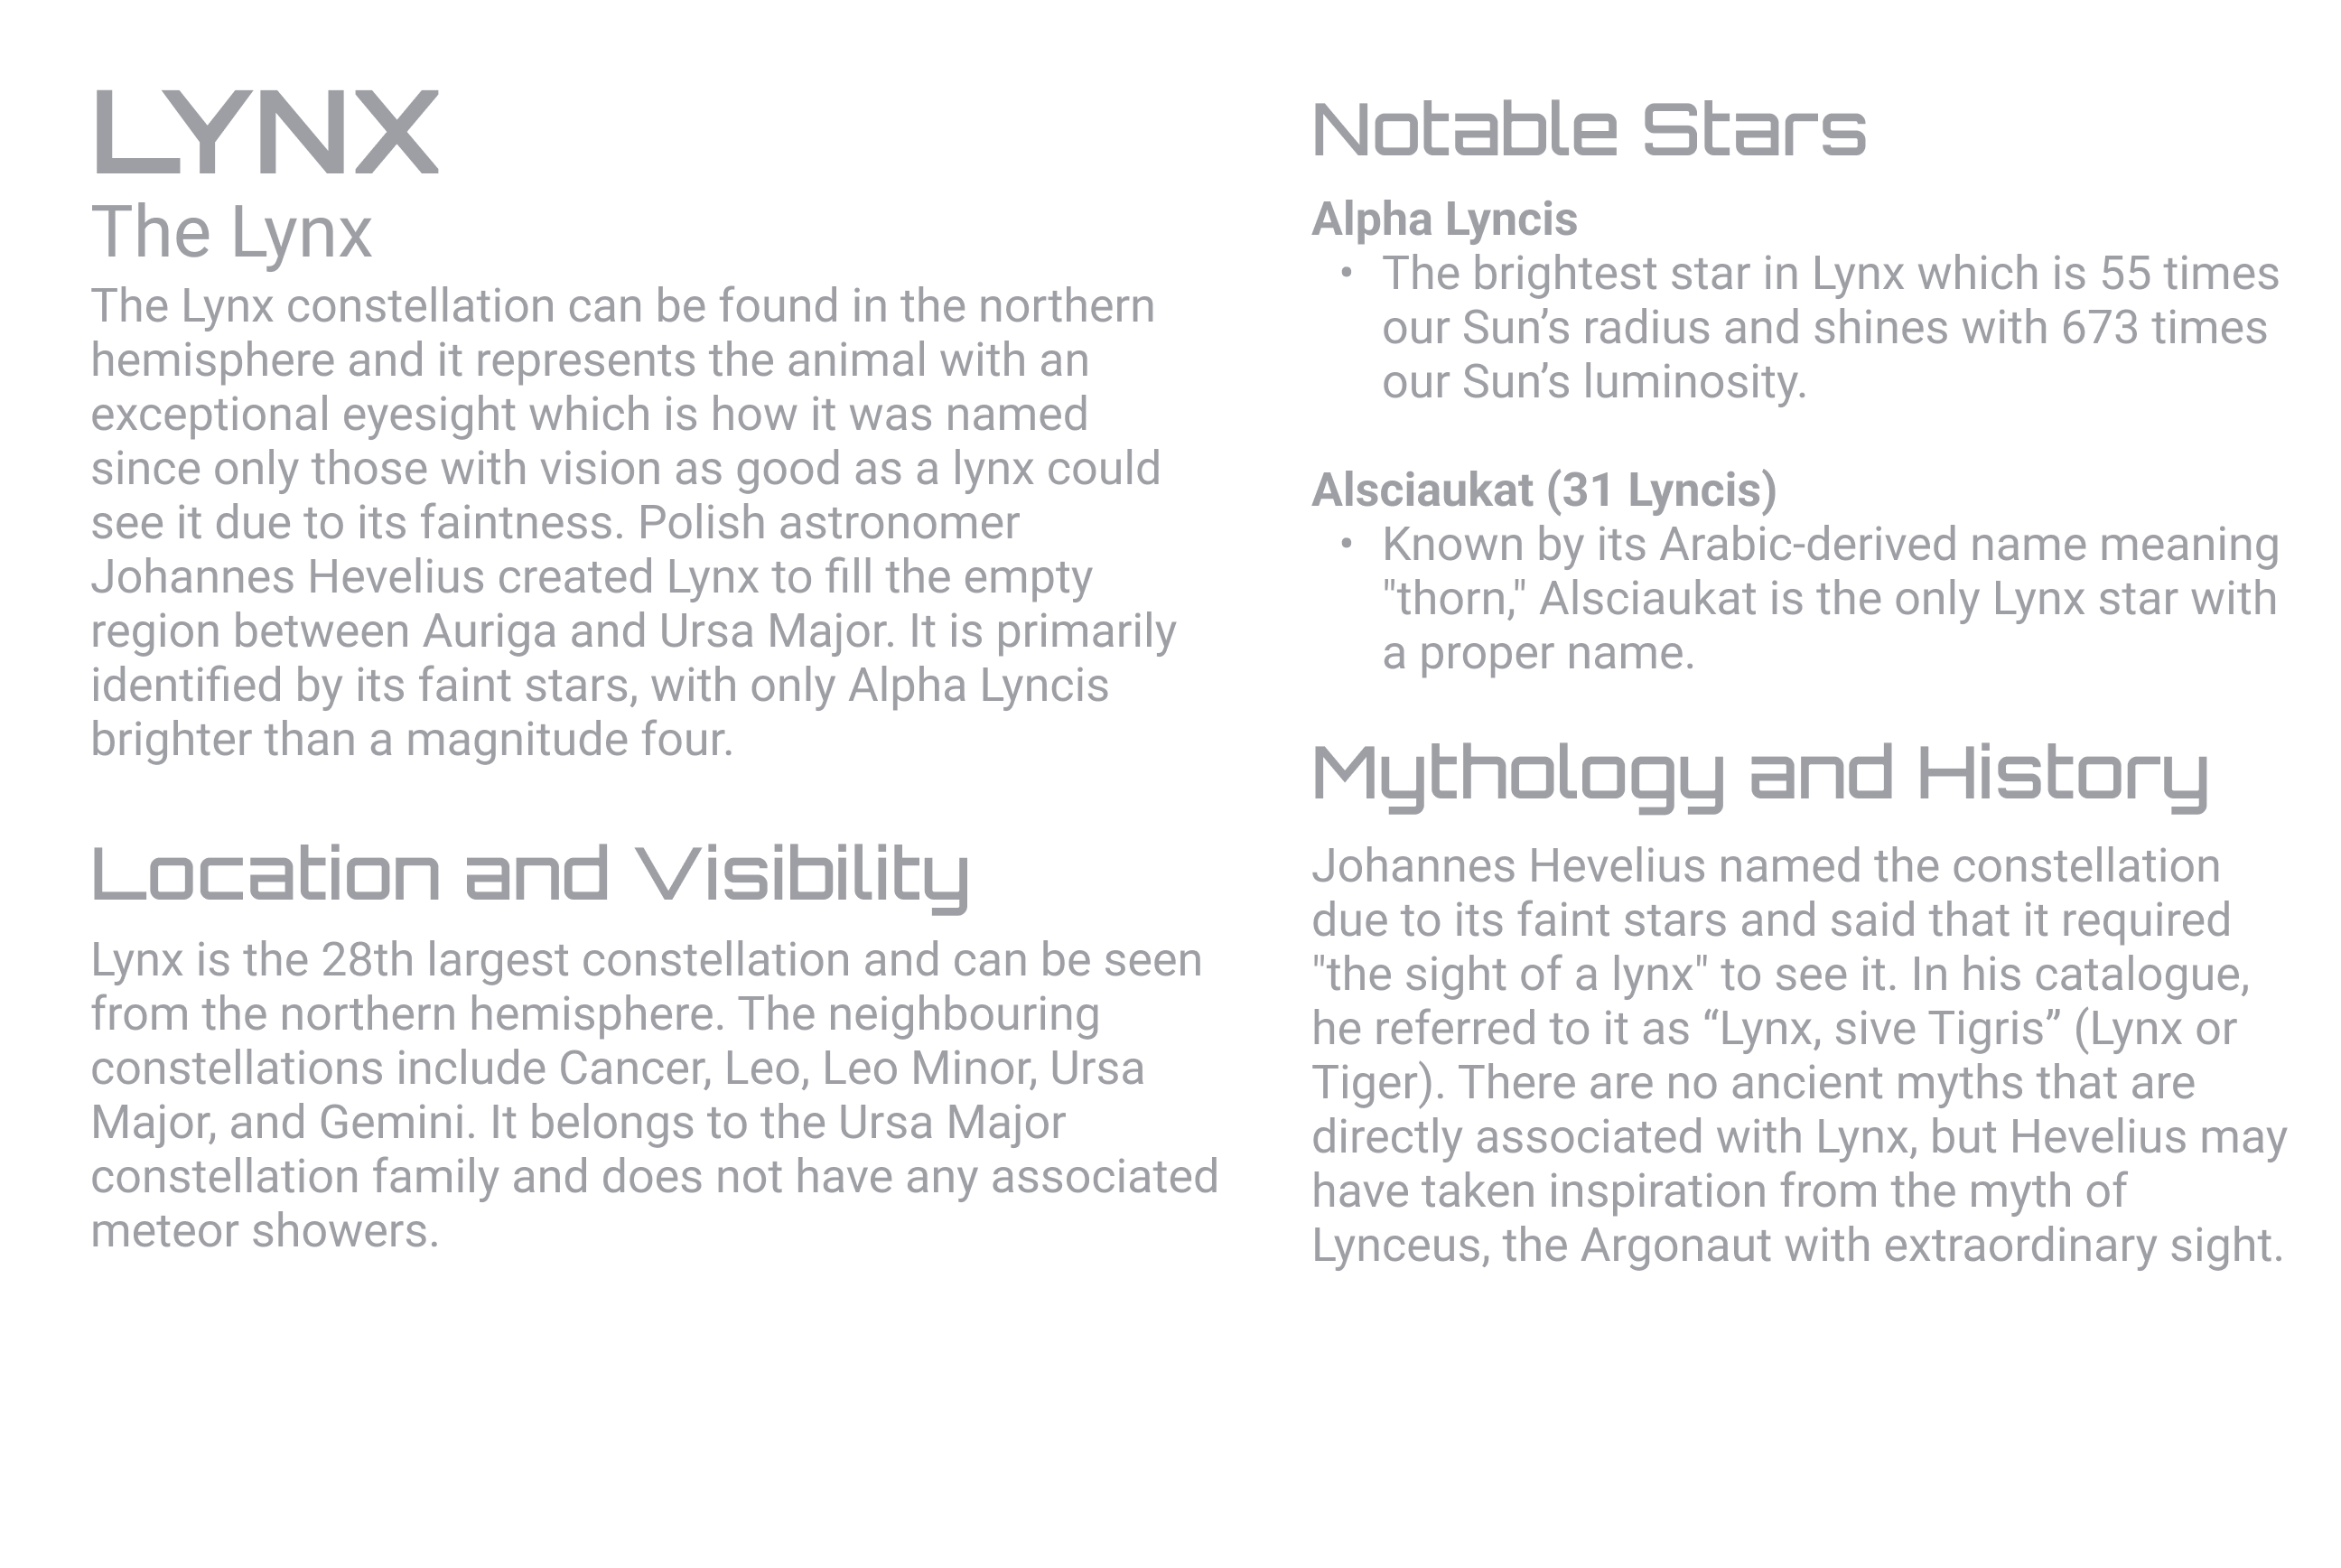 LYNX
The Lynx
The Lynx constellation can be found in the northern
hemisphere and it represents the animal with an
exceptional eyesight which is how it was named
since only those with vision as good as a lynx could
see it due to its faintness. Polish astronomer
Johannes Hevelius created Lynx to fill the empty
region between Auriga and Ursa Major. It is primarily
identified by its faint stars, with only Alpha Lyncis
brighter than a magnitude four.
Location and Visibility
Lynx is the 28th largest constellation and can be seen
from the northern hemisphere. The neighbouring
constellations include Cancer, Leo, Leo Minor, Ursa
Major, and Gemini. It belongs to the Ursa Major
constellation family and does not have any associated
meteor showers.
Notable Stars
Alpha Lyncis
• The brightest star in Lynx which is 55 times
our Sun’s radius and shines with 673 times
our Sun’s luminosity.
Alsciaukat (31 Lyncis)
• Known by its Arabic-derived name meaning
"thorn," Alsciaukat is the only Lynx star with
a proper name.
Mythology and History
Johannes Hevelius named the constellation
due to its faint stars and said that it required
"the sight of a lynx" to see it. In his catalogue,
he referred to it as “Lynx, sive Tigris” (Lynx or
Tiger). There are no ancient myths that are
directly associated with Lynx, but Hevelius may
have taken inspiration from the myth of
Lynceus, the Argonaut with extraordinary sight.